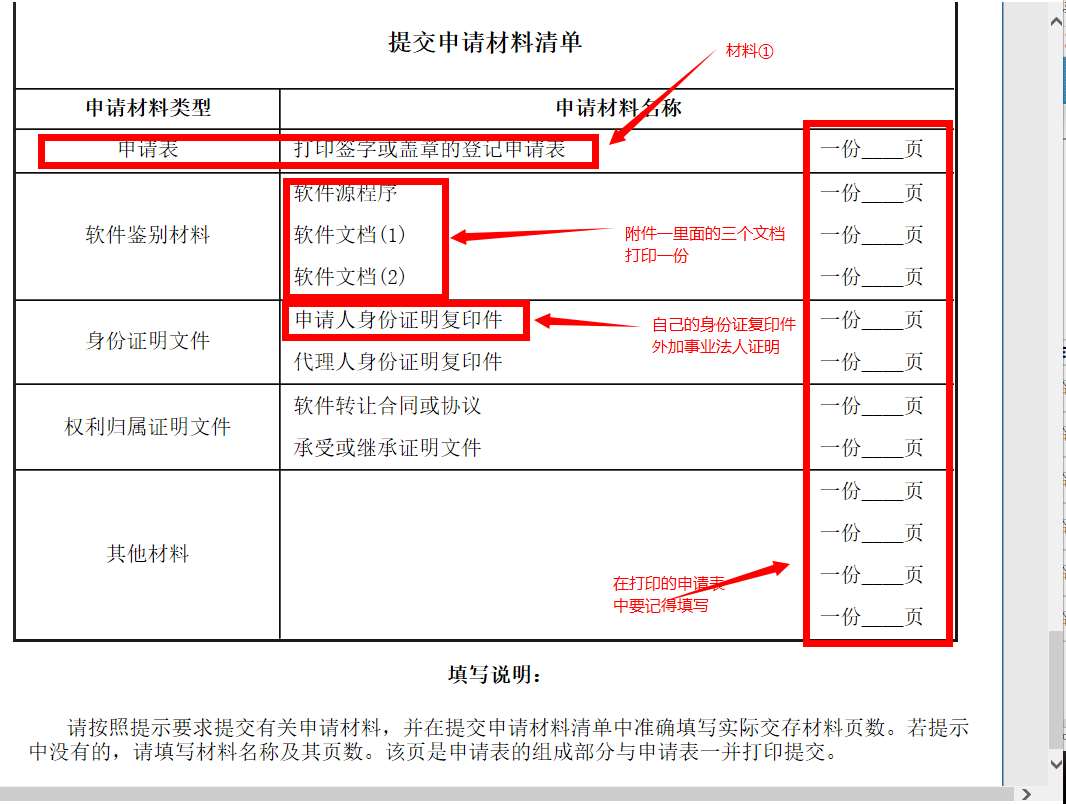 提交申请材料清单
材料①
申请材料类型 申请材料名称
申请表 打印签字或盖章的登记申请表 一份____页
软件源程序 一份____页
软件鉴别材料 软件文档(1) 一份____页
附件一里面的三个文档
打印一份
软件文档(2) 一份____页
申请人身份证明复印件 一份____页
自己的身份证复印件
外加事业法人证明
身份证明文件
代理人身份证明复印件 一份____页
软件转让合同或协议 一份____页
权利归属证明文件
承受或继承证明文件 一份____页
一份____页
一份____页
其他材料
一份____页
在打印的申请表
中要记得填写
一份____页
填写说明：
请按照提示要求提交有关申请材料，并在提交申请材料清单中准确填写实际交存材料页数。若提示
中没有的，请填写材料名称及其页数。该页是申请表的组成部分与申请表一并打印提交。